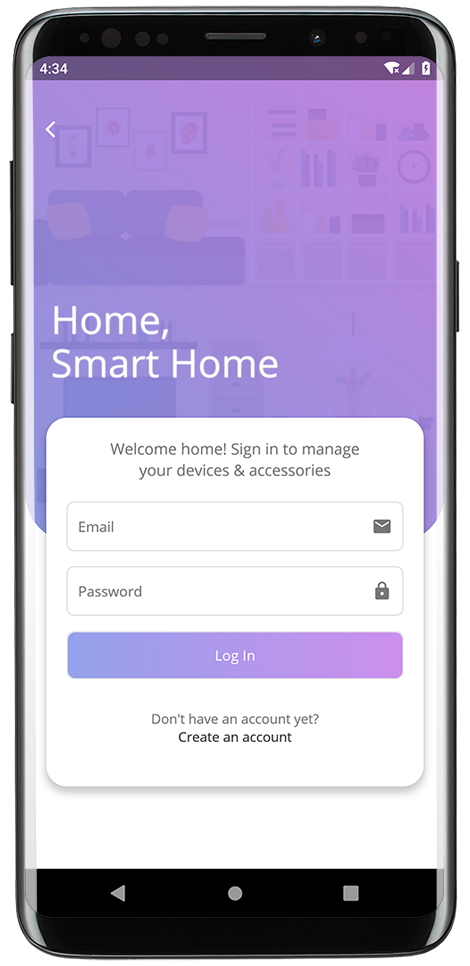 4:34
Home,
Smart Home
Welcome home! Sign in to manage
your devices & accessories
Email
Password
Log In
Don't have an account yet?
Create an account